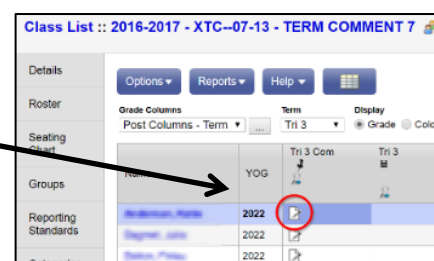 Class List :: 2016-2017 - XTC--07-13 - TERM COMMENT 7
Details
Options Reports Help
Roster
Grade Columns Term Display
Post Columns - Term ... Tri 3 Grade
Seating
Chart
Tri 3 Com Tri 3
YOG
Groups
2022
Reporting
Standards
2022
2022